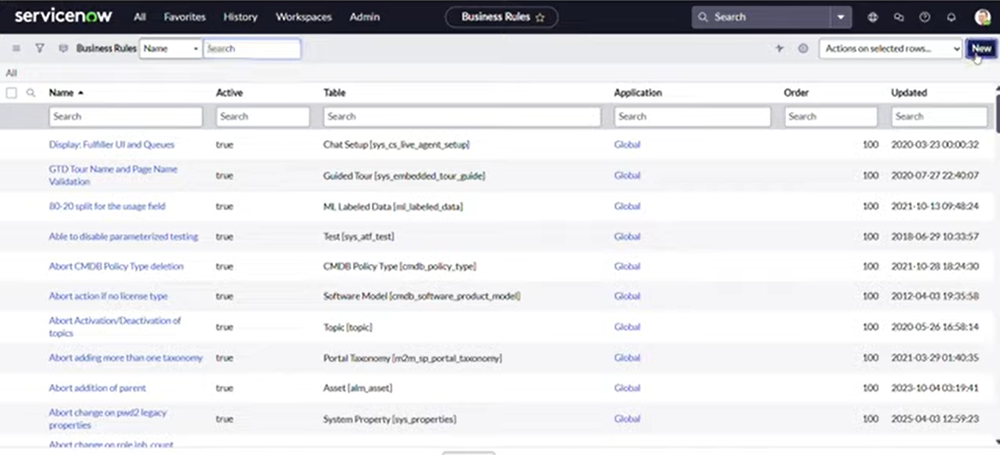 servicenow All Favorites History Workspaces Admin Business Rules Search
Business Rules Name Search Actions on selected rows... New
All
Name Active Table Application Order Updated
Search Search Search Search Search Search
Display: Fulfiller UI and Queues true Chat Setup [sys_cs_live_agent_setup] Global 100 2020-03-23 00:00:32
GTD Tour Name and Page Name
Validation true Guided Tour [sys_embedded_tour_guide] Global 100 2020-07-27 22:40:07
80-20 split for the usage field true ML Labeled Data [ml_labeled_data] Global 100 2021-10-13 09:48:24
Able to disable parameterized testing true Test [sys_atf_test] Global 100 2018-06-29 10:33:57
Abort CMDB Policy Type deletion true CMDB Policy Type [cmdb_policy_type] Global 100 2021-10-28 18:24:30
Abort action if no license type true Software Model [cmdb_software_product_model] Global 100 2012-04-03 19:35:58
Abort Activation/Deactivation of
topics true Topic [topic] Global 100 2020-05-26 16:58:14
Abort adding more than one taxonomy true Portal Taxonomy [m2m_sp_portal_taxonomy] Global 100 2021-03-29 01:40:35
Abort addition of parent true Asset [alm_asset] Global 100 2023-10-04 03:19:41
Abort change on pwd2 legacy
properties true System Property [sys_properties] Global 100 2025-04-03 12:59:23
Abort change on role inh_count